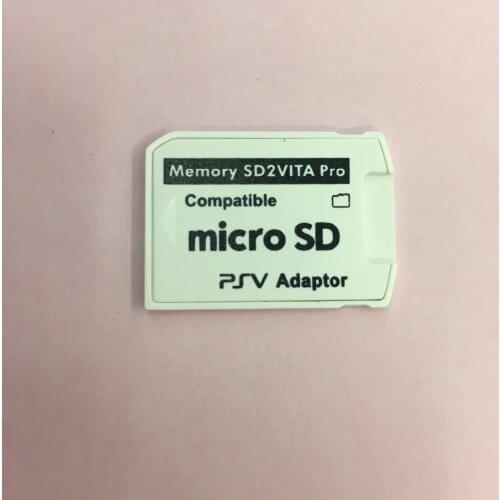 Memory SD2VITA Pro
Compatible
micro SD
PSV Adaptor